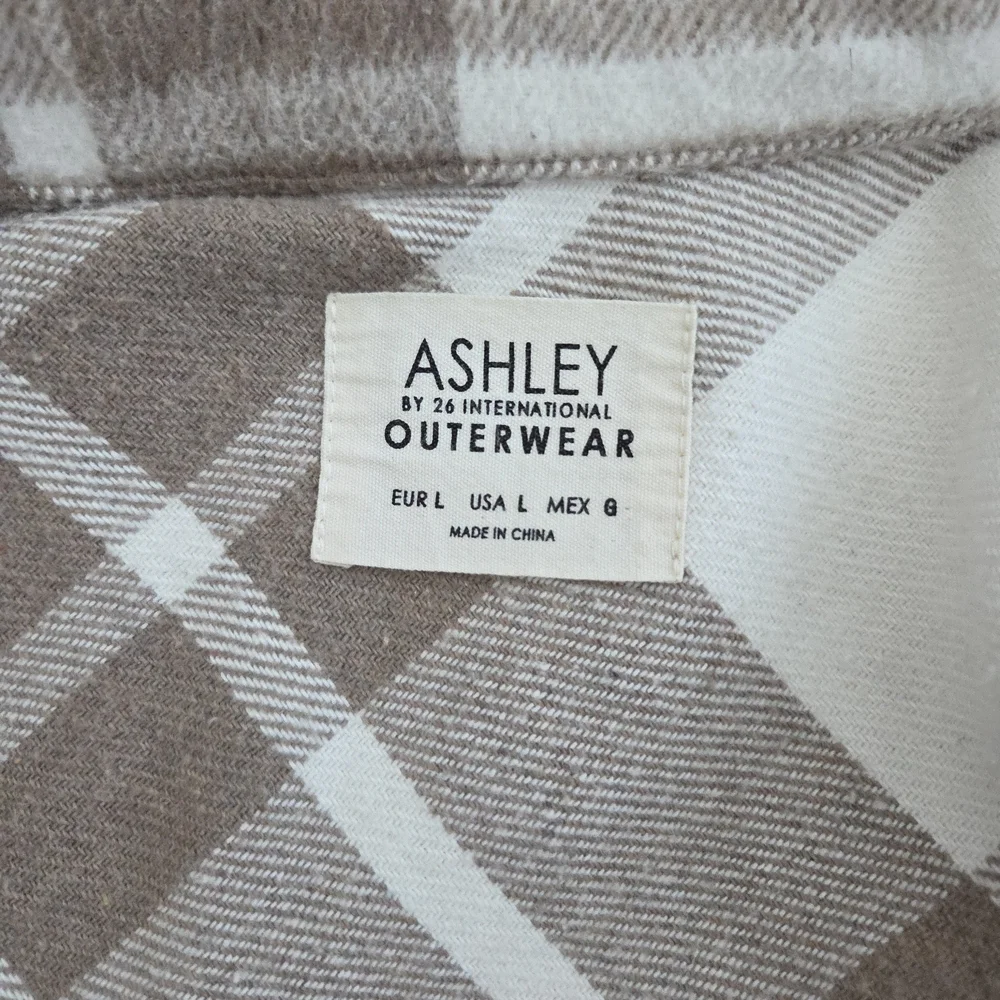 ASHLEY
BY 26 INTERNATIONAL
OUTERWEAR
EUR L USA L MEX G
MADE IN CHINA